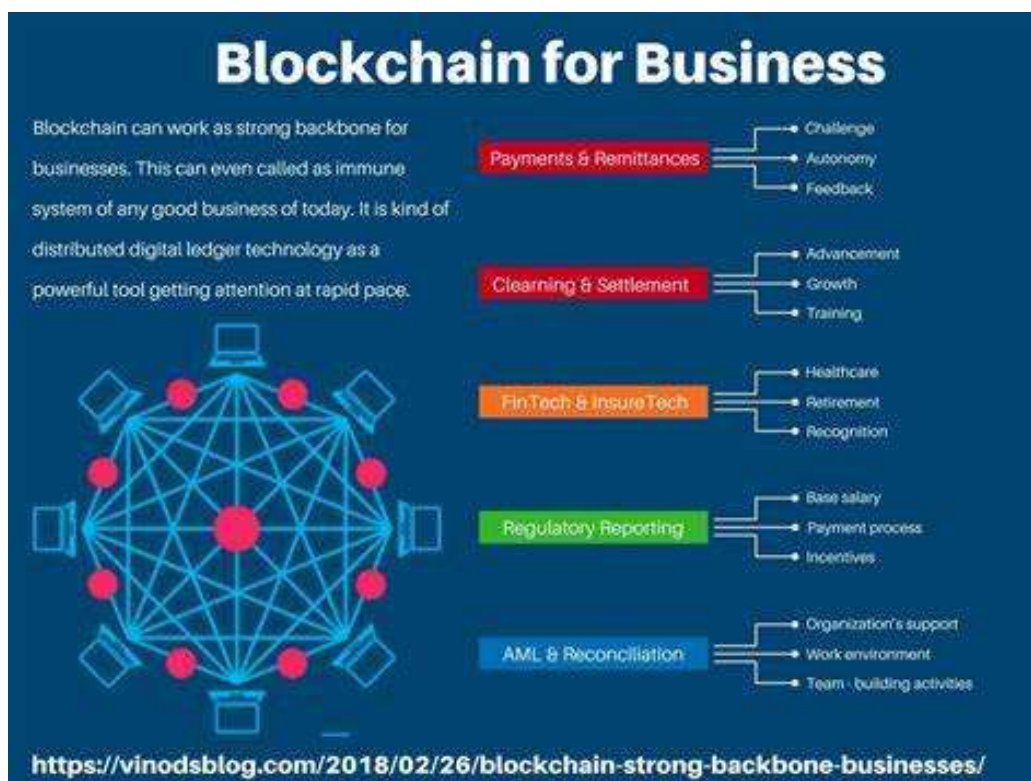 Blockchain for Business
Blockchain can work as strong backbone for
businesses. This can even called as immune
system of any good business of today. It is kind of
distributed digital ledger technology as a
powerful tool getting attention at rapid pace.
Payments & Remittances
Challenge
Autonomy
Feedback
Clearning & Settlement
Advancement
Growth
Training
FinTech & InsureTech
Healthcare
Retirement
Recognition
Regulatory Reporting
Base salary
Payment process
Incentives
AML & Reconciliation
Organization's support
Work environment
Team - building activities
https://vinodsblog.com/2018/02/26/blockchain-strong-backbone-businesses/